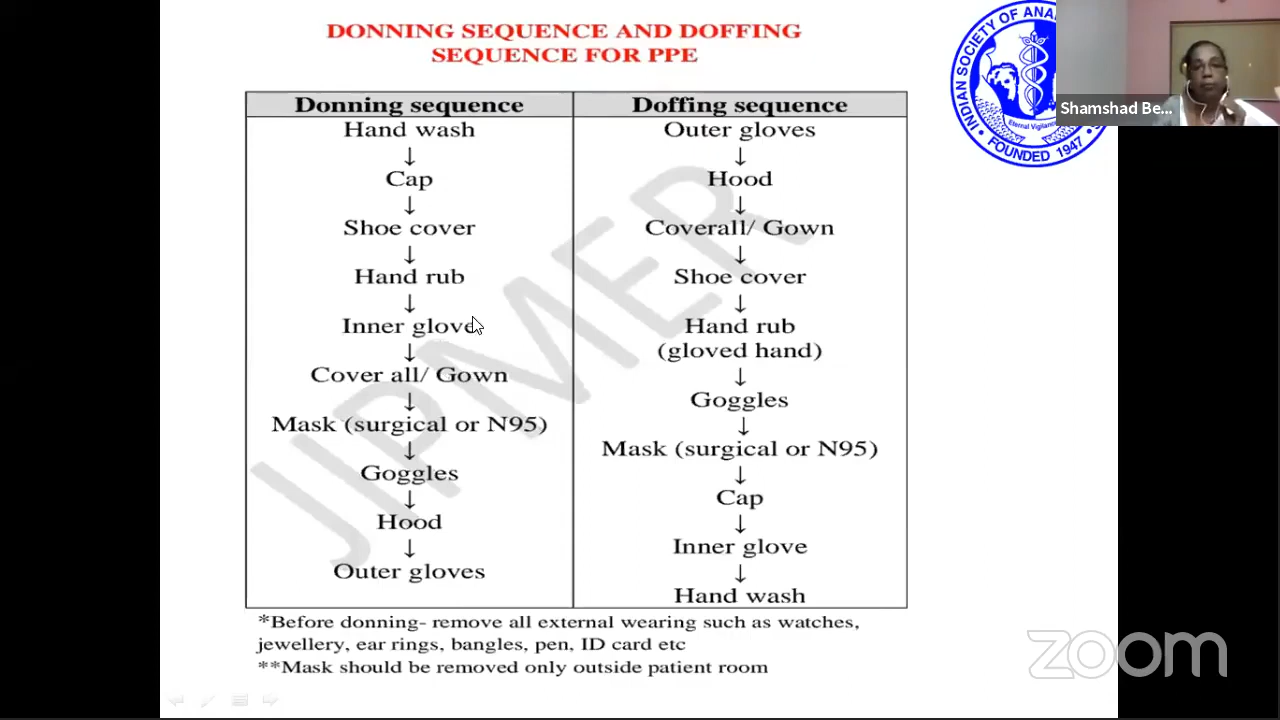 DONNING SEQUENCE AND DOFFING
SEQUENCE FOR PPE
Donning sequence
Hand wash
↓
Cap
↓
Shoe cover
↓
Hand rub
↓
Inner glove
↓
Cover all/ Gown
↓
Mask (surgical or N95)
↓
Goggles
↓
Hood
↓
Outer gloves
Doffing sequence
Outer gloves
↓
Hood
↓
Coverall/ Gown
↓
Shoe cover
↓
Hand rub
(gloved hand)
↓
Goggles
↓
Mask (surgical or N95)
↓
Cap
↓
Inner glove
↓
Hand wash
*Before donning- remove all external wearing such as watches,
jewellery, ear rings, bangles, pen, ID card etc
**Mask should be removed only outside patient room
JIPMER
INDIAN SOCIETY OF ANA
Eternal Vigilan
• FOUNDED 1947 •
Shamshad Be...
zoom